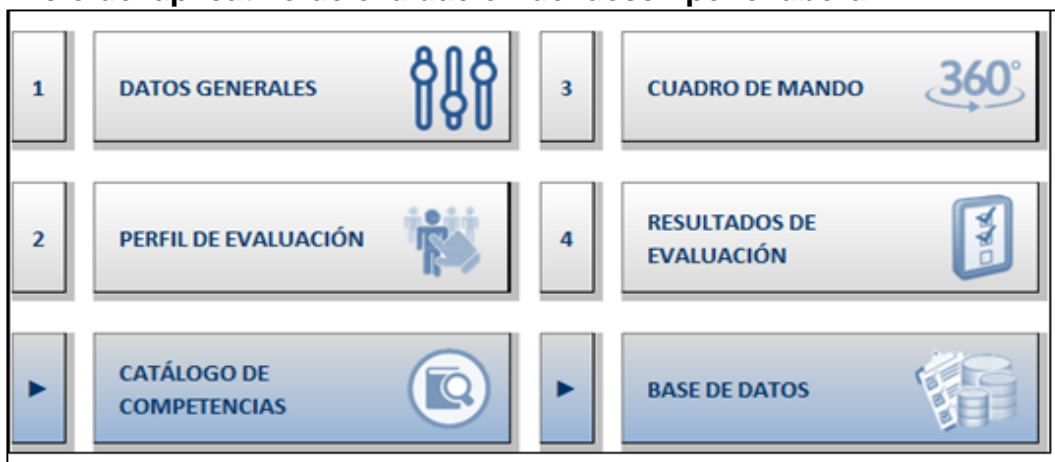 1 DATOS GENERALES
3 CUADRO DE MANDO 360°
2 PERFIL DE EVALUACIÓN
4 RESULTADOS DE
EVALUACIÓN
► CATÁLOGO DE
COMPETENCIAS
► BASE DE DATOS